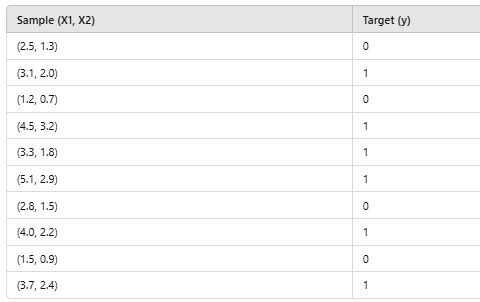 Sample (X1, X2) Target (y)
(2.5, 1.3) 0
(3.1, 2.0) 1
(1.2, 0.7) 0
(4.5, 3.2) 1
(3.3, 1.8) 1
(5.1, 2.9) 1
(2.8, 1.5) 0
(4.0, 2.2) 1
(1.5, 0.9) 0
(3.7, 2.4) 1